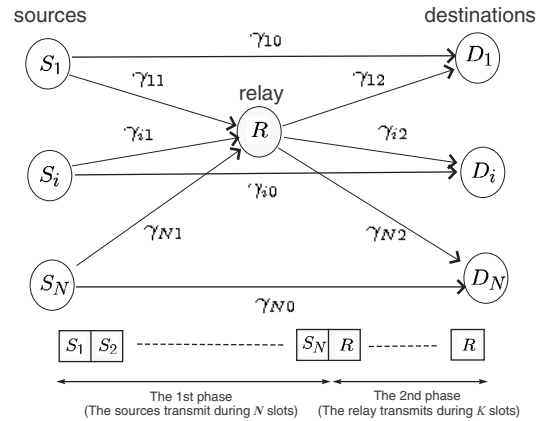 sources
destinations
γ10
S1
D1
γ11
γ12
relay
R
γi1
γi2
Si
Di
γi0
γN1
γN2
SN
DN
γN0
S1 S2 SN R R
The 1st phase
(The sources transmit during N slots)
The 2nd phase
(The relay transmits during K slots)